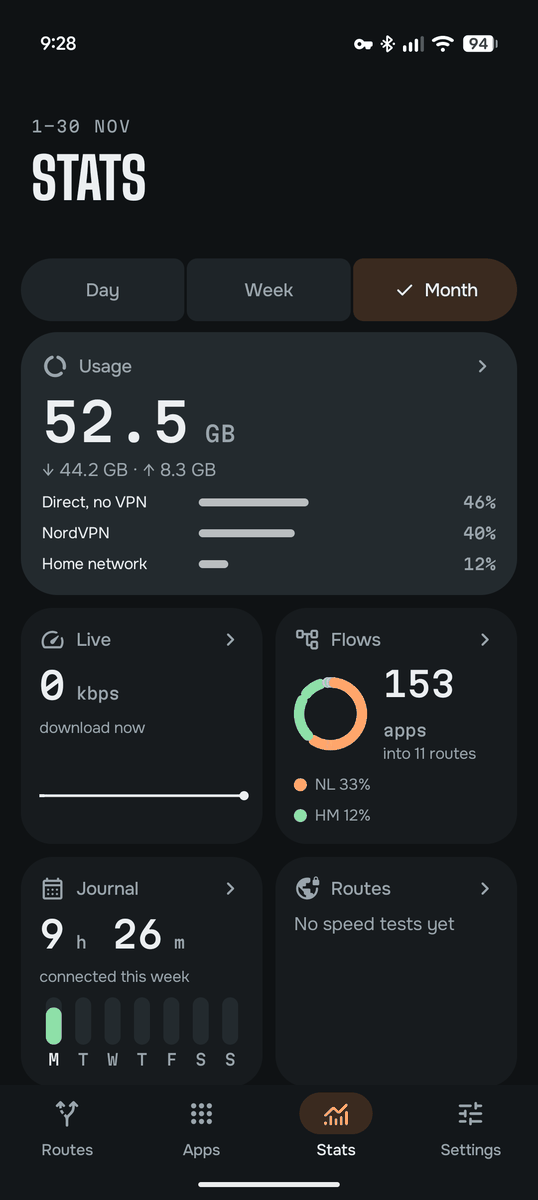 9:28
94
1–30 NOV
STATS
Day
Week
Month
Usage
52.5 GB
↓ 44.2 GB · ↑ 8.3 GB
Direct, no VPN 46%
NordVPN 40%
Home network 12%
Live
0 kbps
download now
Flows
153
apps
into 11 routes
NL 33%
HM 12%
Journal
9 h 26 m
connected this week
M T W T F S S
Routes
No speed tests yet
Routes
Apps
Stats
Settings